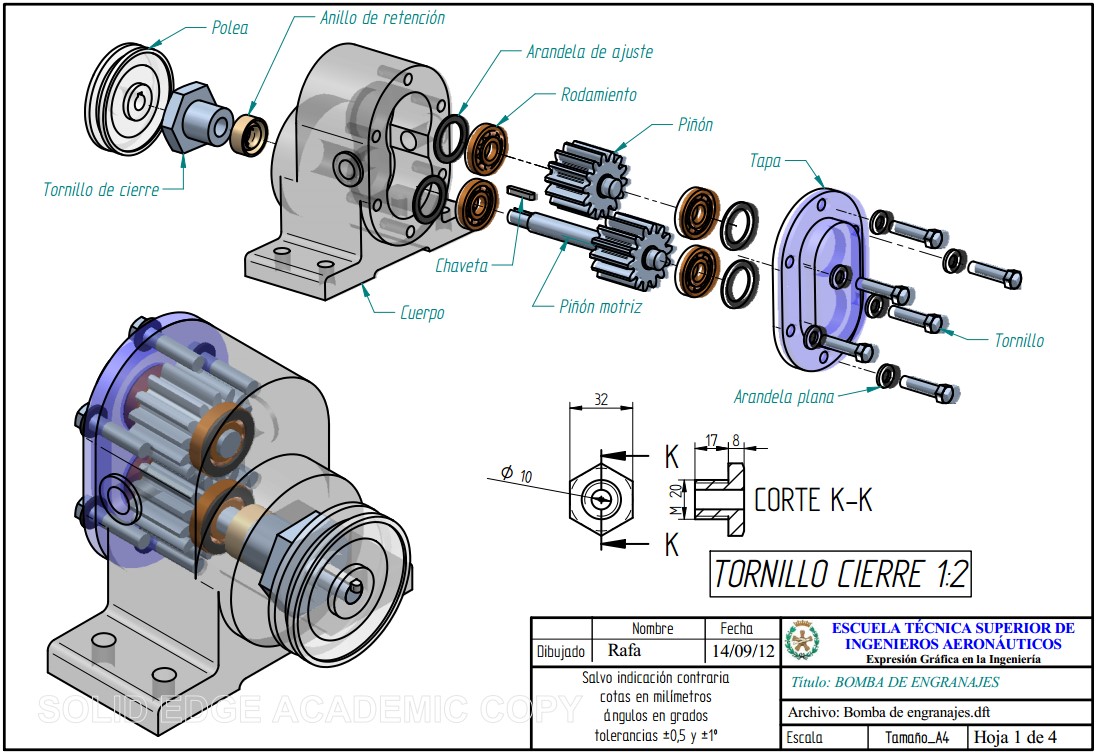 Polea
Anillo de retención
Arandela de ajuste
Rodamiento
Piñón
Tapa
Tornillo de cierre
Chaveta
Cuerpo
Piñón motriz
Tornillo
Arandela plana
32
K
17
8
Ø 10
M 20
CORTE K-K
K
TORNILLO CIERRE 1:2
Nombre
Fecha
Dibujado
Rafa
14/09/12
Salvo indicación contraria
cotas en milímetros
ángulos en grados
tolerancias ±0,5 y ±1º
ESCUELA TÉCNICA SUPERIOR DE
INGENIEROS AERONÁUTICOS
Expresión Gráfica en la Ingeniería
Título: BOMBA DE ENGRANAJES
Archivo: Bomba de engranajes.dft
Escala
Tamaño_A4
Hoja 1 de 4
SOLID EDGE ACADEMIC COPY